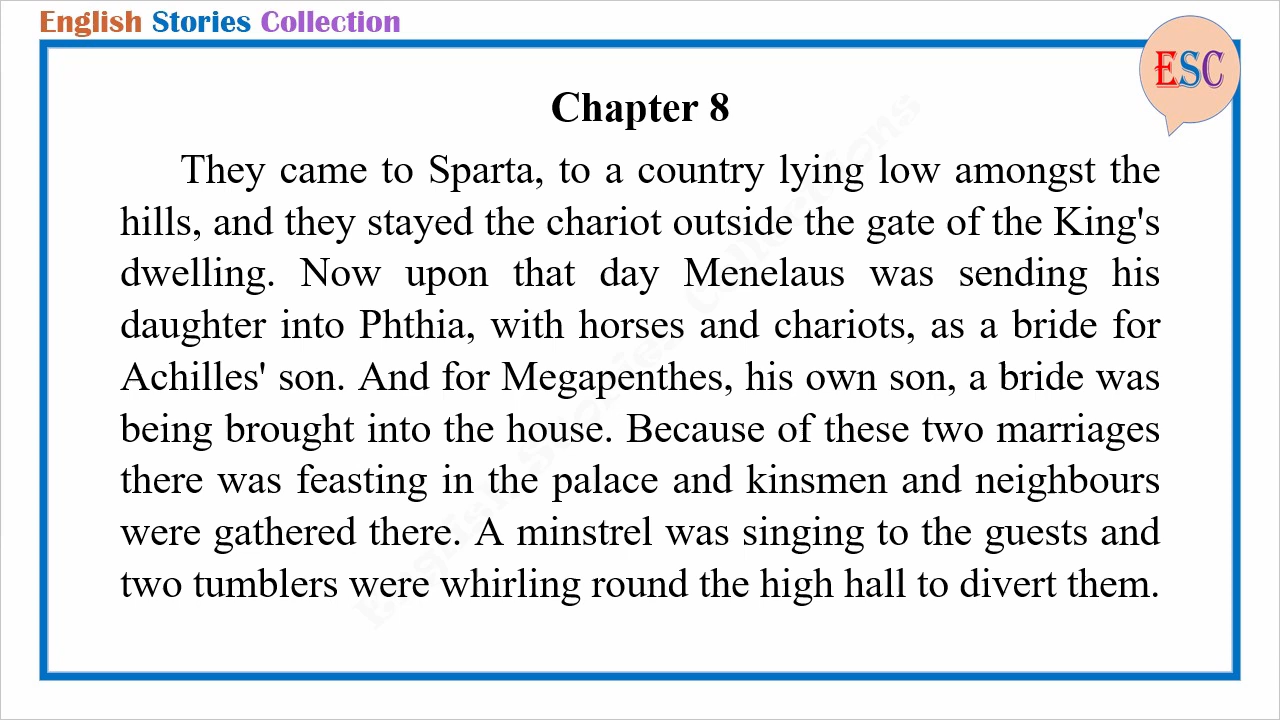 English Stories Collection
ESC
Chapter 8
They came to Sparta, to a country lying low amongst the
hills, and they stayed the chariot outside the gate of the King's
dwelling. Now upon that day Menelaus was sending his
daughter into Phthia, with horses and chariots, as a bride for
Achilles' son. And for Megapenthes, his own son, a bride was
being brought into the house. Because of these two marriages
there was feasting in the palace and kinsmen and neighbours
were gathered there. A minstrel was singing to the guests and
two tumblers were whirling round the high hall to divert them.
English Stories Collections